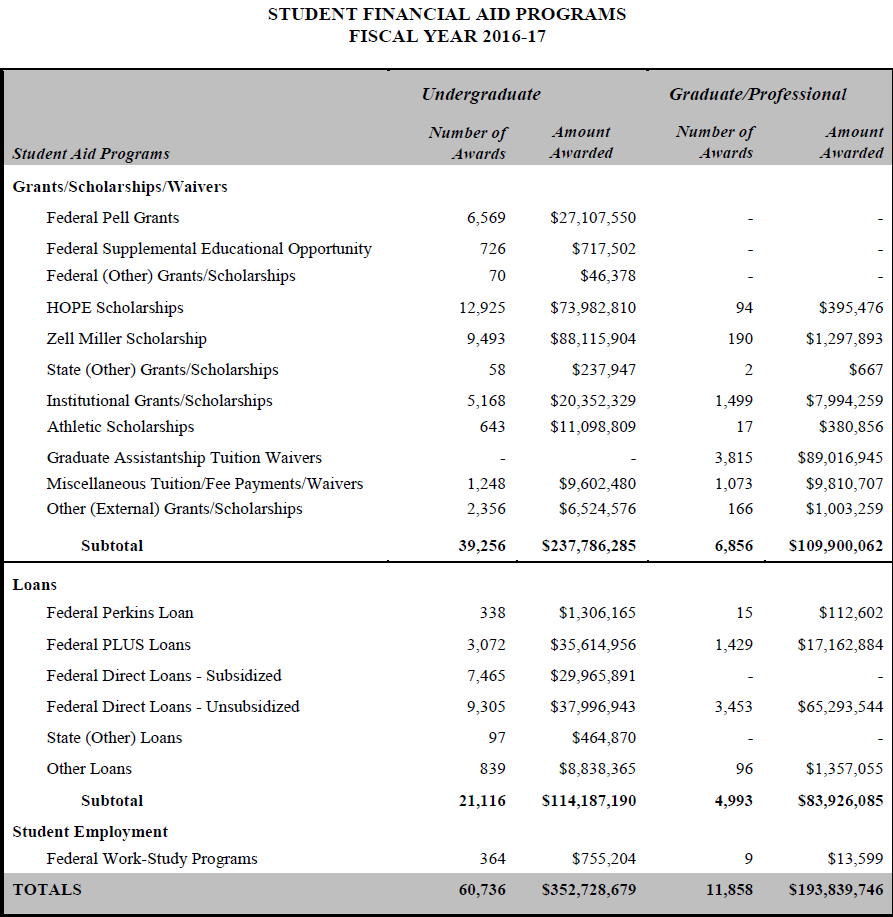 STUDENT FINANCIAL AID PROGRAMS
FISCAL YEAR 2016-17
Undergraduate Graduate/Professional
Number of Amount Number of Amount
Student Aid Programs Awards Awarded Awards Awarded
Grants/Scholarships/Waivers
Federal Pell Grants 6,569 $27,107,550 - -
Federal Supplemental Educational Opportunity 726 $717,502 - -
Federal (Other) Grants/Scholarships 70 $46,378 - -
HOPE Scholarships 12,925 $73,982,810 94 $395,476
Zell Miller Scholarship 9,493 $88,115,904 190 $1,297,893
State (Other) Grants/Scholarships 58 $237,947 2 $667
Institutional Grants/Scholarships 5,168 $20,352,329 1,499 $7,994,259
Athletic Scholarships 643 $11,098,809 17 $380,856
Graduate Assistantship Tuition Waivers - - 3,815 $89,016,945
Miscellaneous Tuition/Fee Payments/Waivers 1,248 $9,602,480 1,073 $9,810,707
Other (External) Grants/Scholarships 2,356 $6,524,576 166 $1,003,259
Subtotal 39,256 $237,786,285 6,856 $109,900,062
Loans
Federal Perkins Loan 338 $1,306,165 15 $112,602
Federal PLUS Loans 3,072 $35,614,956 1,429 $17,162,884
Federal Direct Loans - Subsidized 7,465 $29,965,891 - -
Federal Direct Loans - Unsubsidized 9,305 $37,996,943 3,453 $65,293,544
State (Other) Loans 97 $464,870 - -
Other Loans 839 $8,838,365 96 $1,357,055
Subtotal 21,116 $114,187,190 4,993 $83,926,085
Student Employment
Federal Work-Study Programs 364 $755,204 9 $13,599
TOTALS 60,736 $352,728,679 11,858 $193,839,746